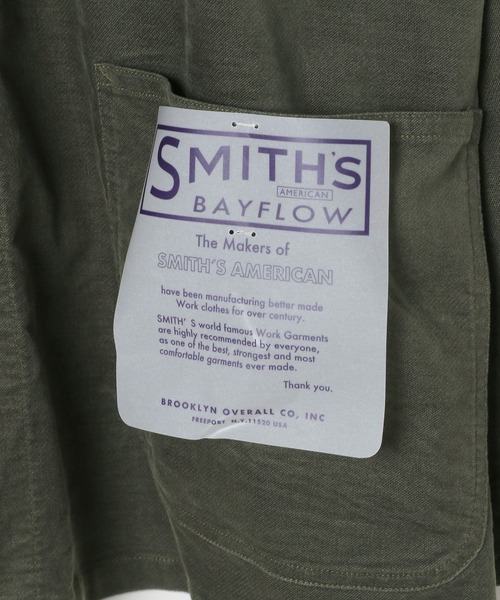 SMITH'S
AMERICAN
BAYFLOW
The Makers of
SMITH'S AMERICAN
have been manufacturing better made
Work clothes for over century.
SMITH' S world famous Work Garments
are highly recommended by everyone,
as one of the best, strongest and most
comfortable garments ever made.
Thank you.
BROOKLYN OVERALL CO, INC
FREEPORT, N.Y.11520 USA